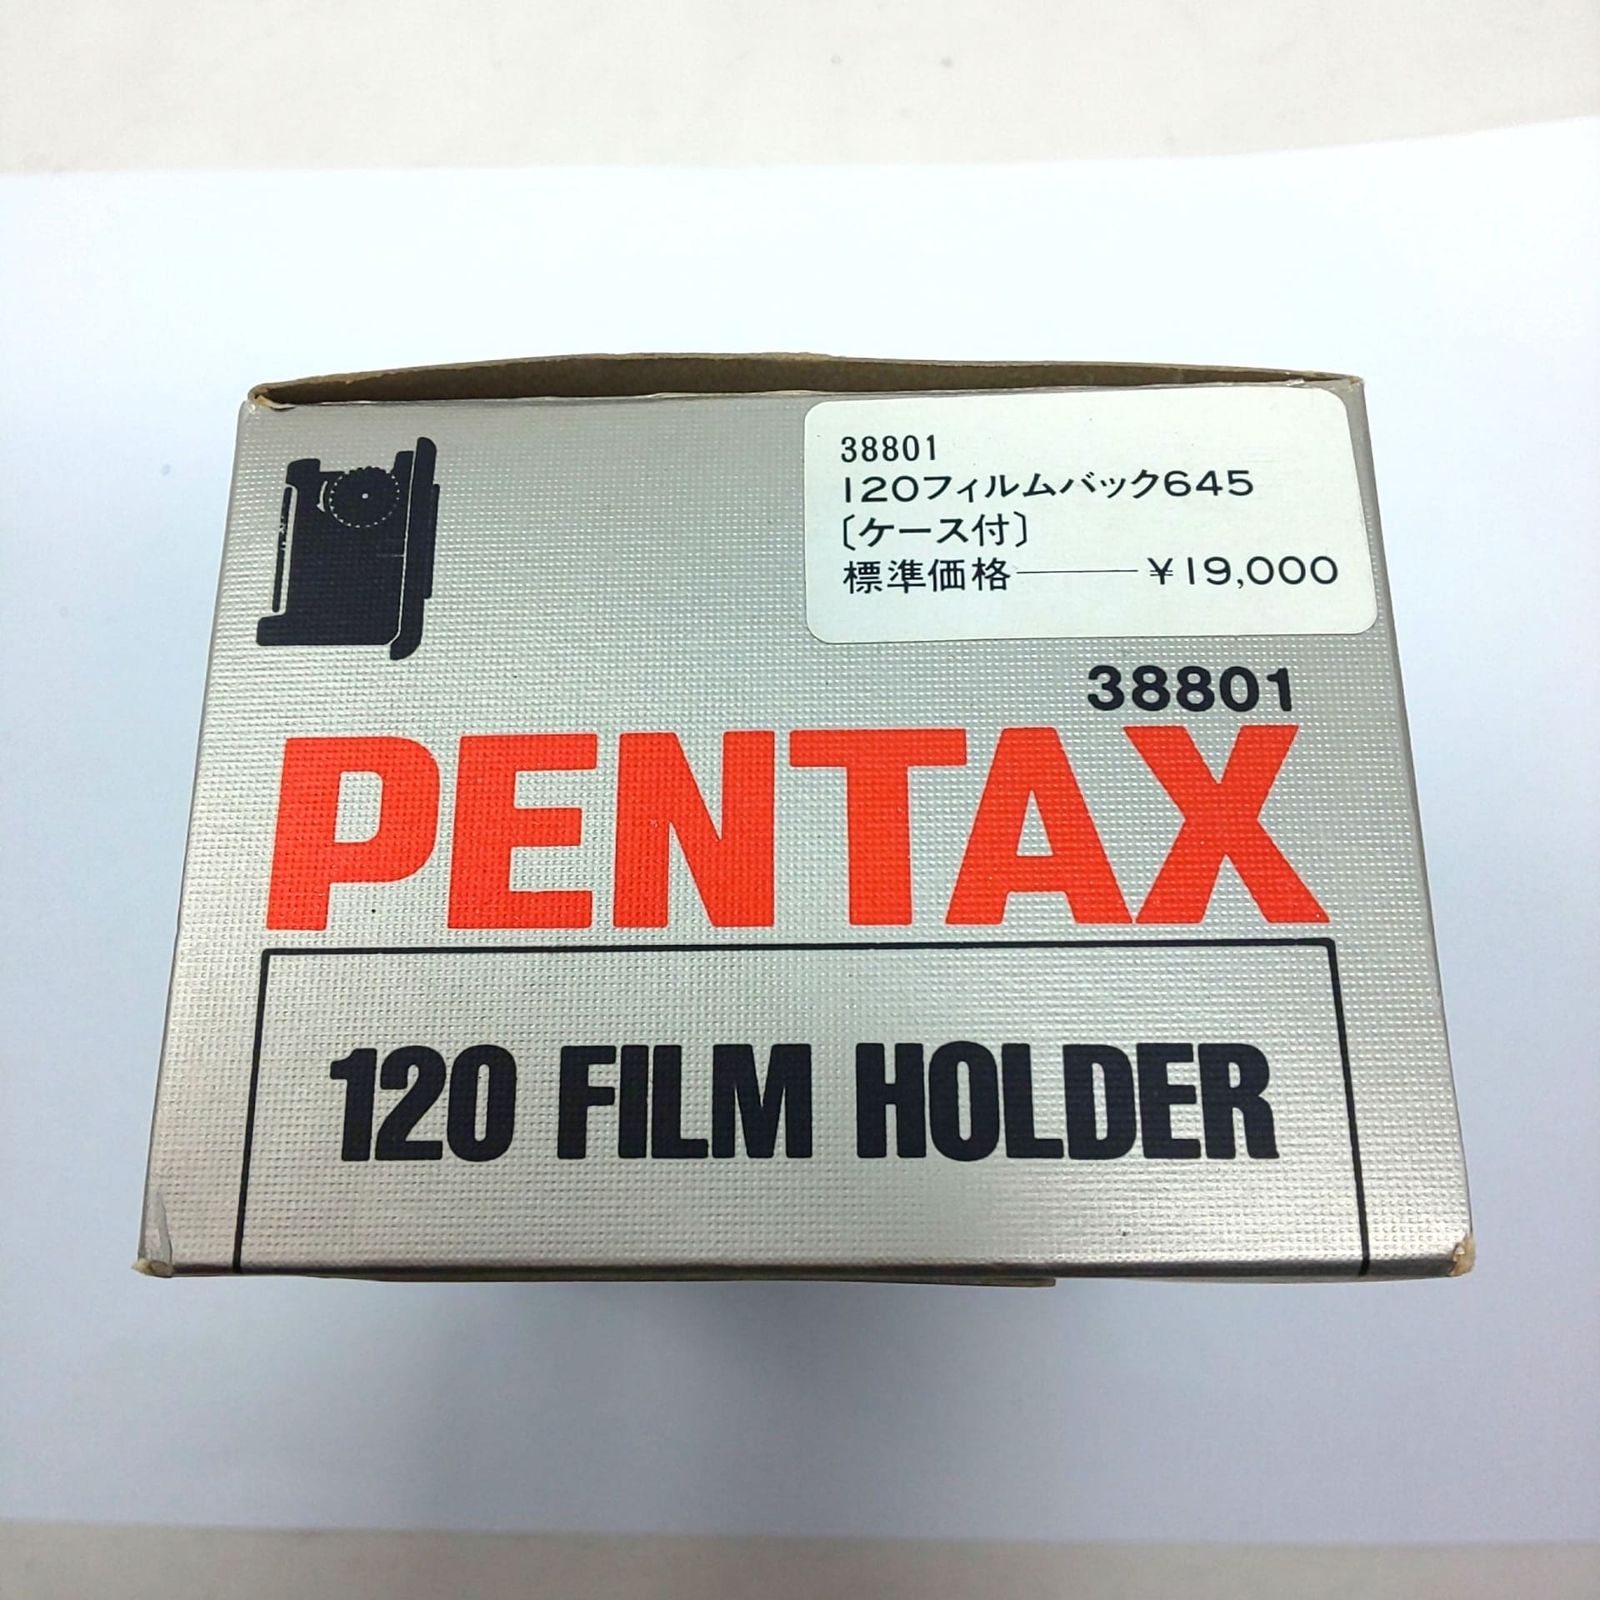 38801
120フィルムバック645
〔ケース付〕
標準価格―――¥19,000
38801
PENTAX
120 FILM HOLDER